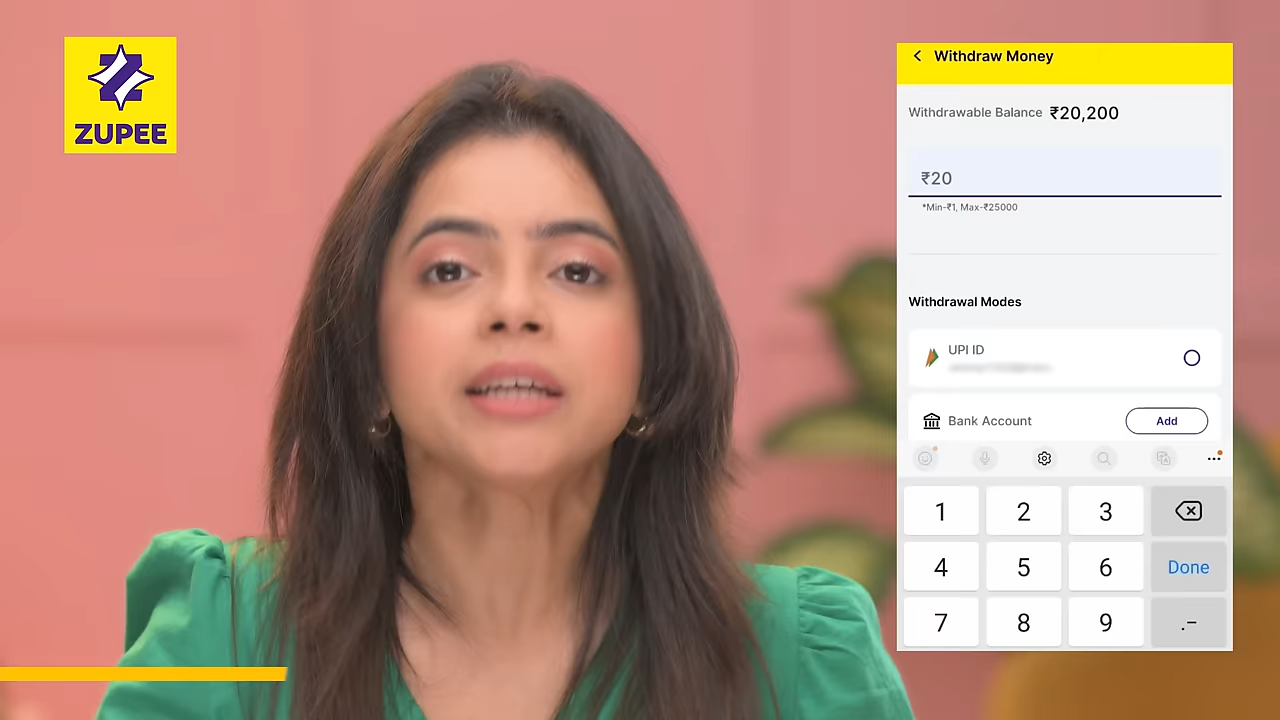 ZUPEE
Withdraw Money
Withdrawable Balance ₹20,200
₹20
*Min-₹1, Max-₹25000
Withdrawal Modes
UPI ID
Bank Account Add
1 2 3
4 5 6 Done
7 8 9 .-